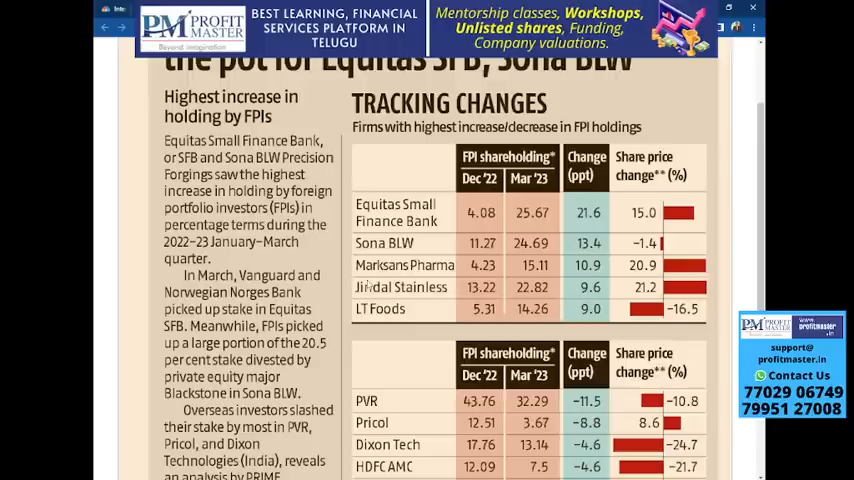 Inte
PM PROFIT MASTER
Beyond imagination
BEST LEARNING, FINANCIAL
SERVICES PLATFORM IN
TELUGU
Mentorship classes, Workshops,
Unlisted shares, Funding,
Company valuations.
the pot for Equitas SFB, Sona BLW
Highest increase in
holding by FPIs
Equitas Small Finance Bank,
or SFB and Sona BLW Precision
Forgings saw the highest
increase in holding by foreign
portfolio investors (FPIs) in
percentage terms during the
2022–23 January–March
quarter.
In March, Vanguard and
Norwegian Norges Bank
picked up stake in Equitas
SFB. Meanwhile, FPIs picked
up a large portion of the 20.5
per cent stake divested by
private equity major
Blackstone in Sona BLW.
Overseas investors slashed
their stake by most in PVR,
Pricol, and Dixon
Technologies (India), reveals
an analysis by PRIME
TRACKING CHANGES
Firms with highest increase/decrease in FPI holdings
FPI shareholding* Change Share price
Dec '22 Mar '23 (ppt) change** (%)
Equitas Small
Finance Bank 4.08 25.67 21.6 15.0
Sona BLW 11.27 24.69 13.4 -1.4
Marksans Pharma 4.23 15.11 10.9 20.9
Jindal Stainless 13.22 22.82 9.6 21.2
LT Foods 5.31 14.26 9.0 -16.5
FPI shareholding* Change Share price
Dec '22 Mar '23 (ppt) change** (%)
PVR 43.76 32.29 -11.5 -10.8
Pricol 12.51 3.67 -8.8 8.6
Dixon Tech 17.76 13.14 -4.6 -24.7
HDFC AMC 12.09 7.5 -4.6 -21.7
PM PROFIT MASTER
www.
profitmaster
.in
support@
profitmaster.in
Contact Us
77029 06749
79951 27008